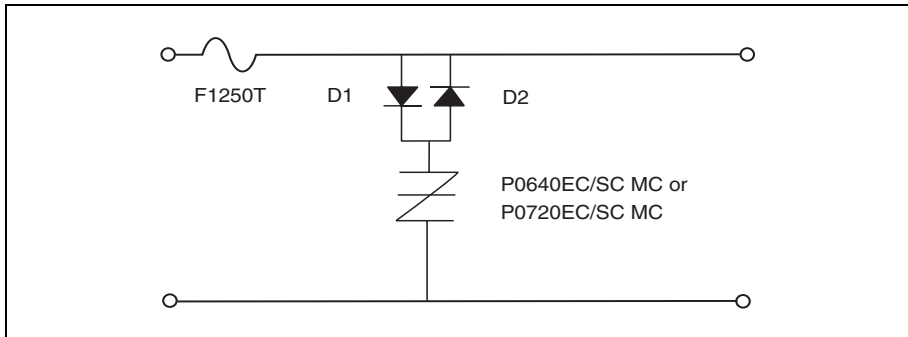 F1250T
D1
D2
P0640EC/SC MC or
P0720EC/SC MC